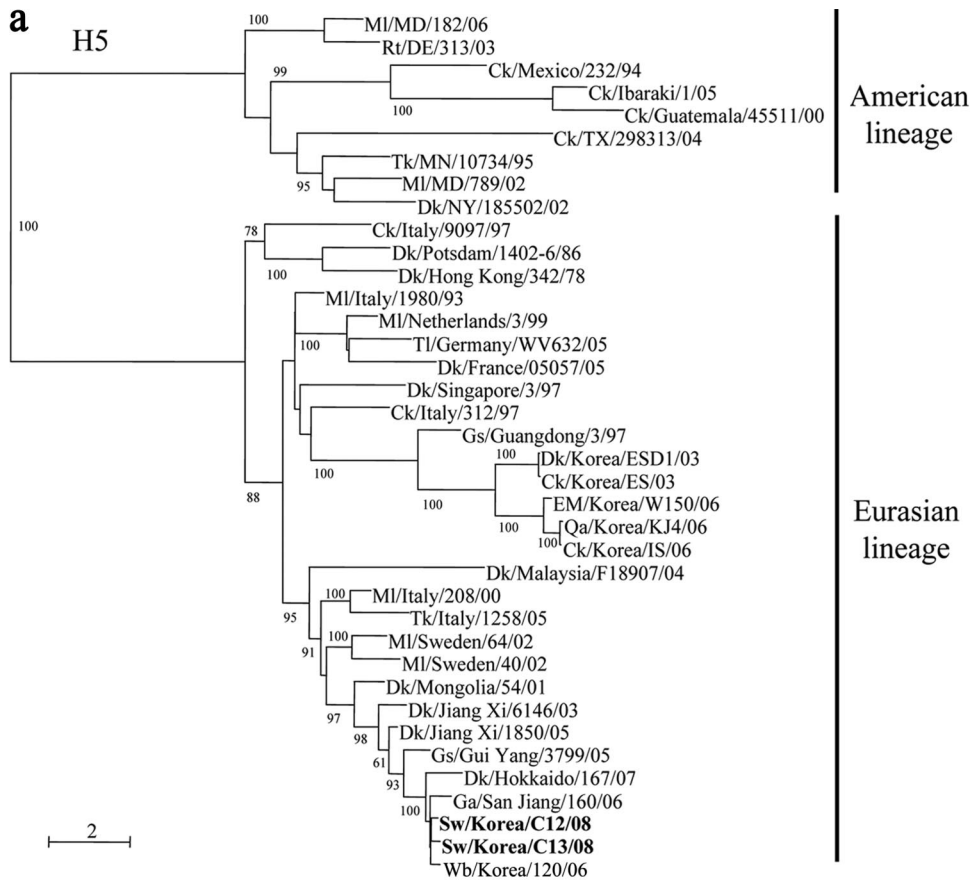 a
H5
100
Ml/MD/182/06
Rt/DE/313/03
99
Ck/Mexico/232/94
Ck/Ibaraki/1/05
100
Ck/Guatemala/45511/00
Ck/TX/298313/04
Tk/MN/10734/95
95
Ml/MD/789/02
Dk/NY/185502/02
American
lineage
100
78
Ck/Italy/9097/97
Dk/Potsdam/1402-6/86
100
Dk/Hong Kong/342/78
Ml/Italy/1980/93
Ml/Netherlands/3/99
100
Tl/Germany/WV632/05
Dk/France/05057/05
Dk/Singapore/3/97
Ck/Italy/312/97
Gs/Guangdong/3/97
100
100
Dk/Korea/ESD1/03
Ck/Korea/ES/03
88
100
EM/Korea/W150/06
100
Qa/Korea/KJ4/06
100
Ck/Korea/IS/06
Eurasian
lineage
Dk/Malaysia/F18907/04
95
100
Ml/Italy/208/00
Tk/Italy/1258/05
91
100
Ml/Sweden/64/02
Ml/Sweden/40/02
Dk/Mongolia/54/01
97
Dk/Jiang Xi/6146/03
98
Dk/Jiang Xi/1850/05
61
Gs/Gui Yang/3799/05
93
Dk/Hokkaido/167/07
100
Ga/San Jiang/160/06
Sw/Korea/C12/08
Sw/Korea/C13/08
Wb/Korea/120/06
2